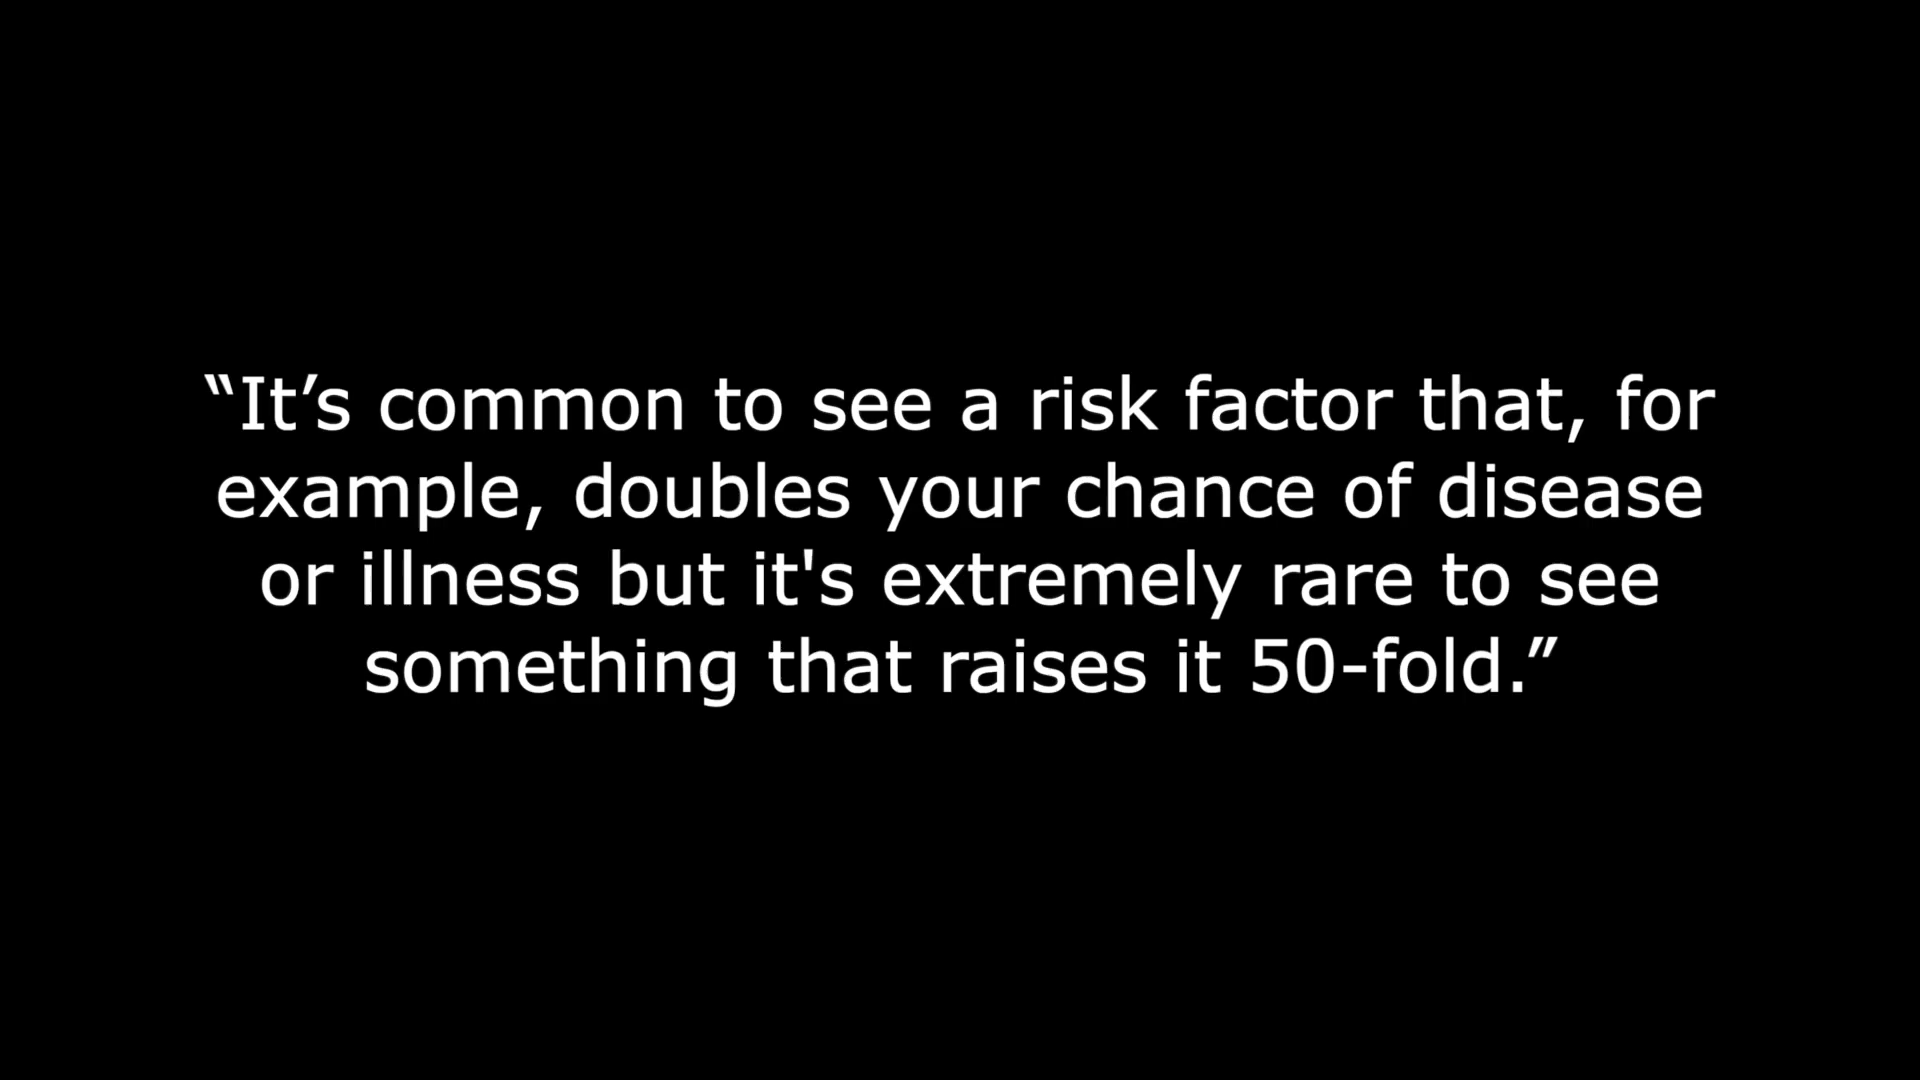 “It’s common to see a risk factor that, for
example, doubles your chance of disease
or illness but it's extremely rare to see
something that raises it 50-fold.”